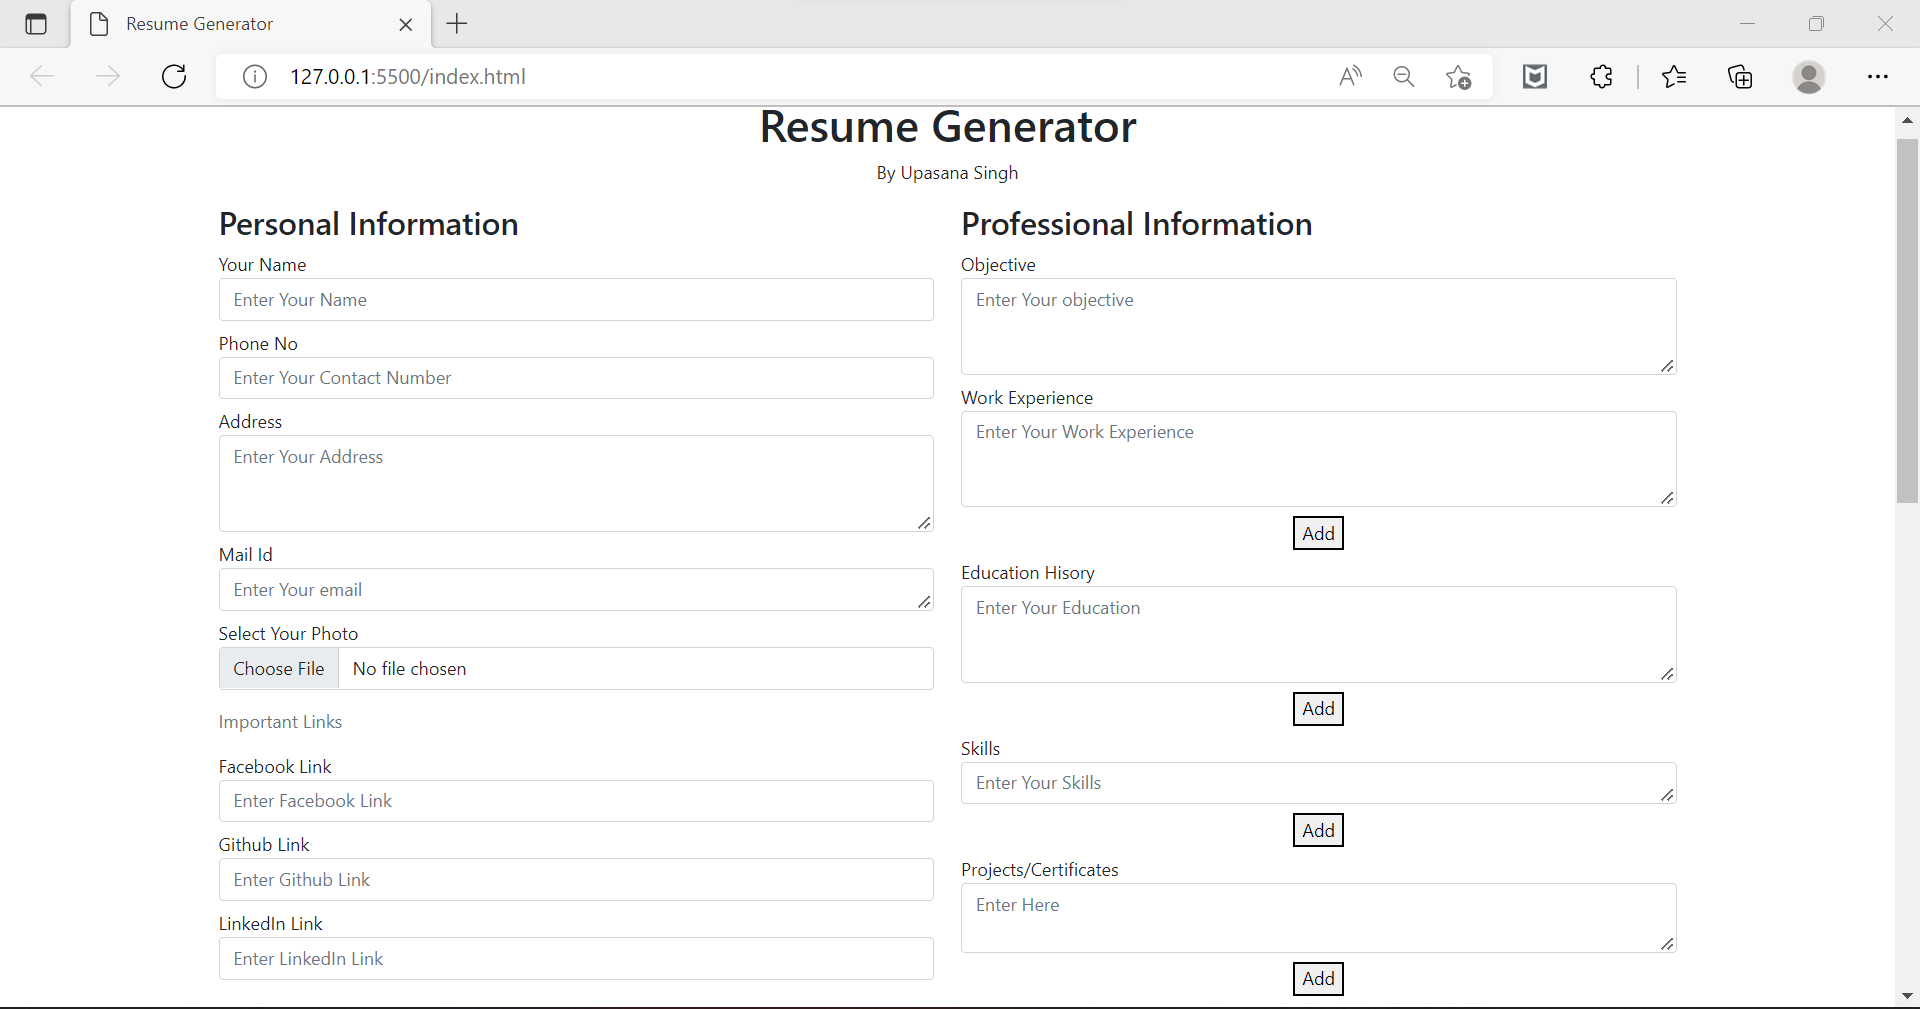 Resume Generator
127.0.0.1:5500/index.html
Resume Generator
By Upasana Singh
Personal Information
Your Name
Enter Your Name
Phone No
Enter Your Contact Number
Address
Enter Your Address
Mail Id
Enter Your email
Select Your Photo
Choose File No file chosen
Important Links
Facebook Link
Enter Facebook Link
Github Link
Enter Github Link
LinkedIn Link
Enter LinkedIn Link
Professional Information
Objective
Enter Your objective
Work Experience
Enter Your Work Experience
Add
Education Hisory
Enter Your Education
Add
Skills
Enter Your Skills
Add
Projects/Certificates
Enter Here
Add